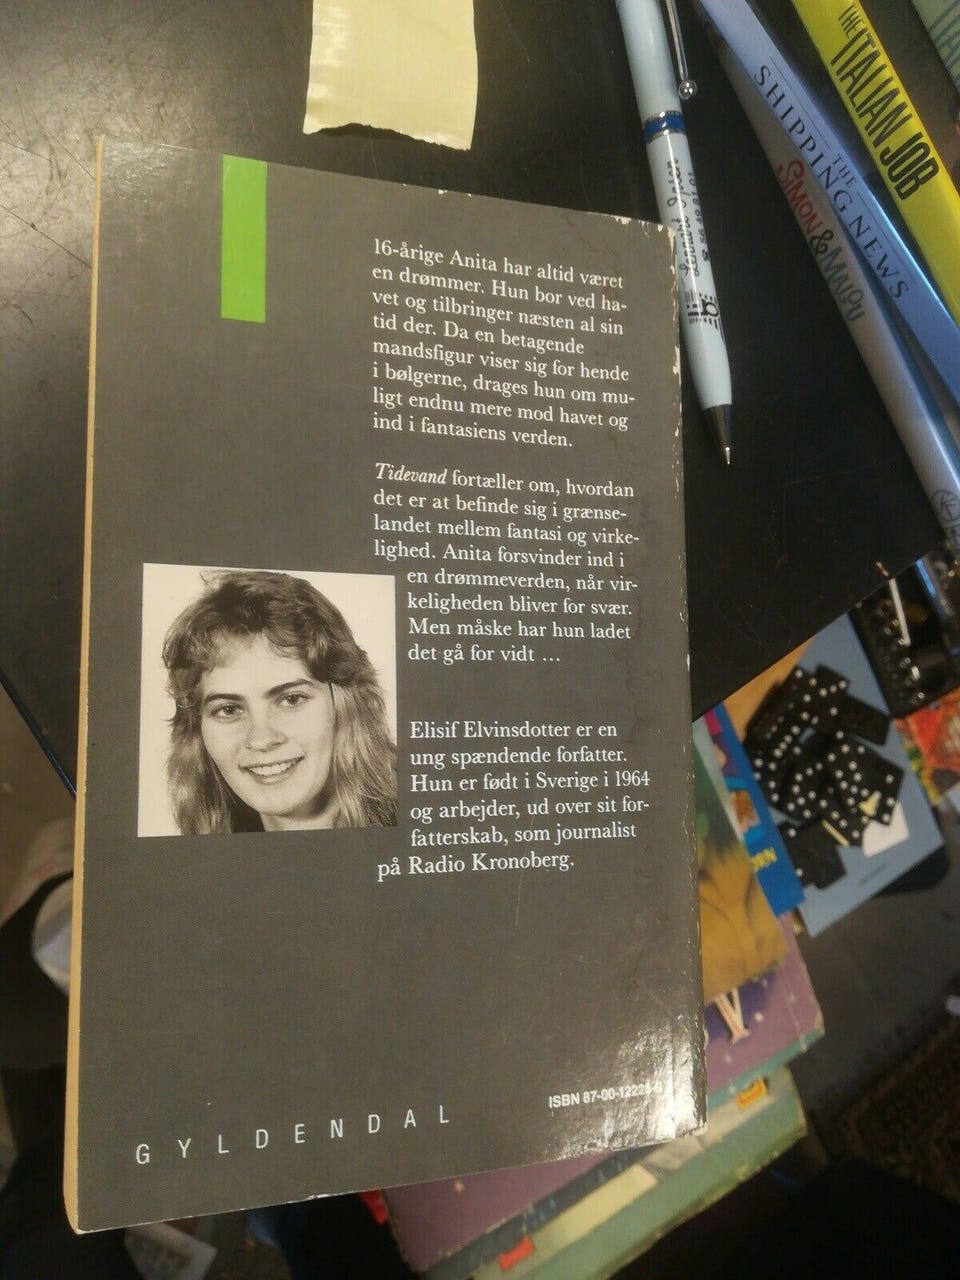 16-årige Anita har altid været
en drømmer. Hun bor ved ha-
vet og tilbringer næsten al sin
tid der. Da en betagende
mandsfigur viser sig for hende
i bølgerne, drages hun om mu-
ligt endnu mere mod havet og
ind i fantasiens verden.
Tidevand fortæller om, hvordan
det er at befinde sig i grænse-
landet mellem fantasi og virke-
lighed. Anita forsvinder ind i
en drømmeverden, når vir-
keligheden bliver for svær.
Men måske har hun ladet
det gå for vidt ...
Elisif Elvinsdotter er en
ung spændende forfatter.
Hun er født i Sverige i 1964
og arbejder, ud over sit for-
fatterskab, som journalist
på Radio Kronoberg.
ISBN 87-00-12228-
GYLDENDAL
THE ITALIAN JOB
THE SHIPPING NEWS
SIMON & MALOU